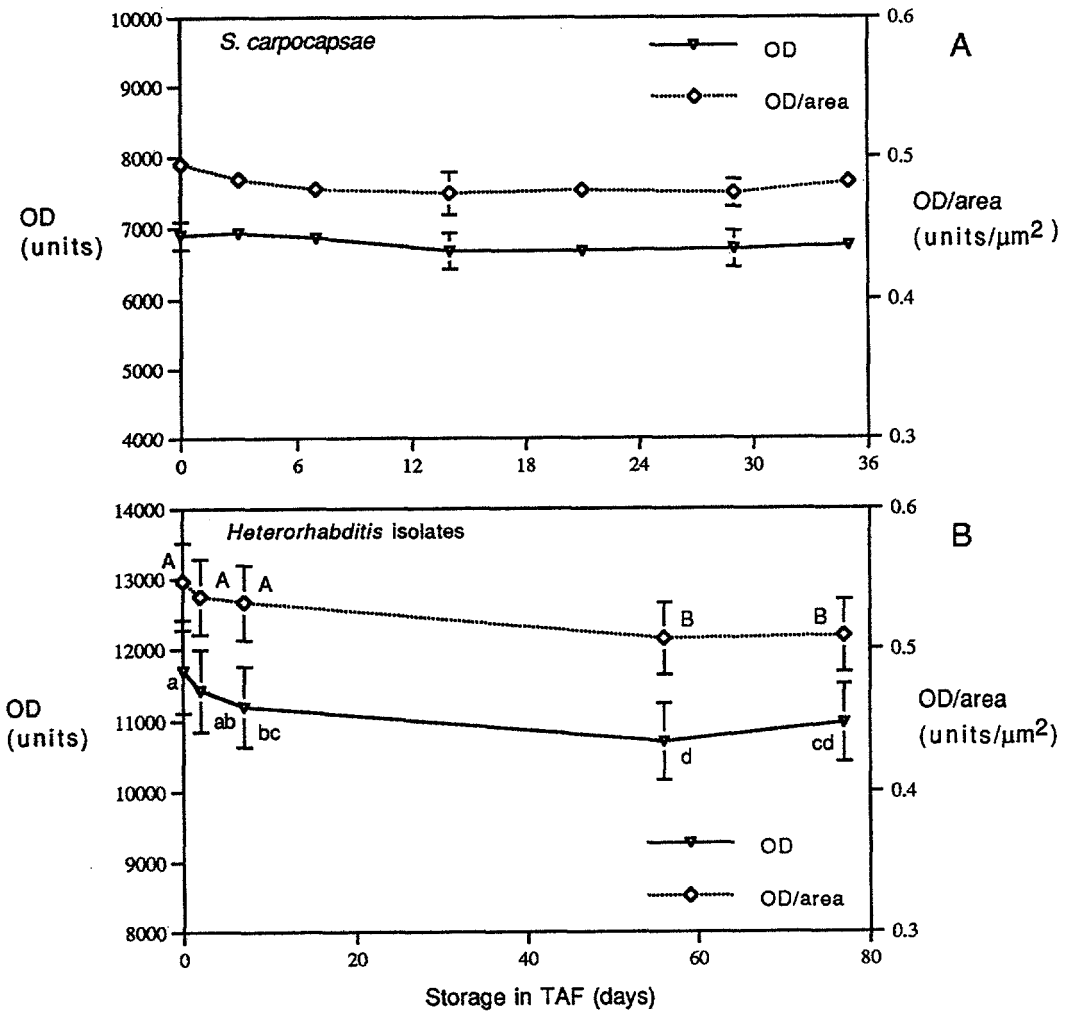 10000
9000
8000
7000
6000
5000
4000
OD
(units)
S. carpocapsae
OD
OD/area
A
0.6
0.5
0.4
0.3
OD/area
(units/µm²)
0 6 12 18 24 30 36
14000
13000
12000
11000
10000
9000
8000
OD
(units)
Heterorhabditis isolates
B
A A A B B
a ab bc d cd
OD
OD/area
0.6
0.5
0.4
0.3
OD/area
(units/µm²)
0 20 40 60 80
Storage in TAF (days)